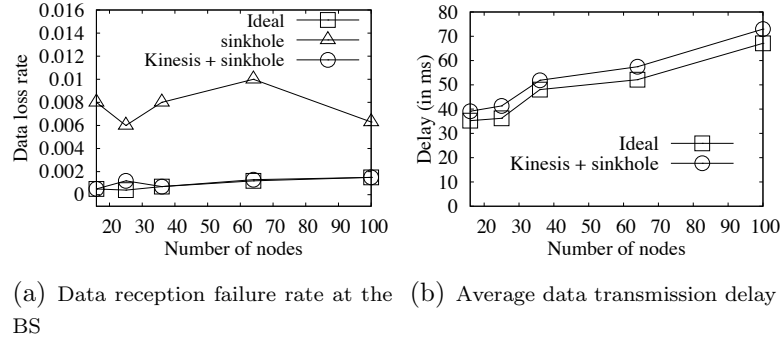 0.016
0.014
0.012
0.01
0.008
0.006
0.004
0.002
0
Data loss rate
Ideal
sinkhole
Kinesis + sinkhole
20 30 40 50 60 70 80 90 100
Number of nodes
80
70
60
50
40
30
20
10
0
Delay (in ms)
Ideal
Kinesis + sinkhole
20 30 40 50 60 70 80 90 100
Number of nodes
(a) Data reception failure rate at the
BS
(b) Average data transmission delay